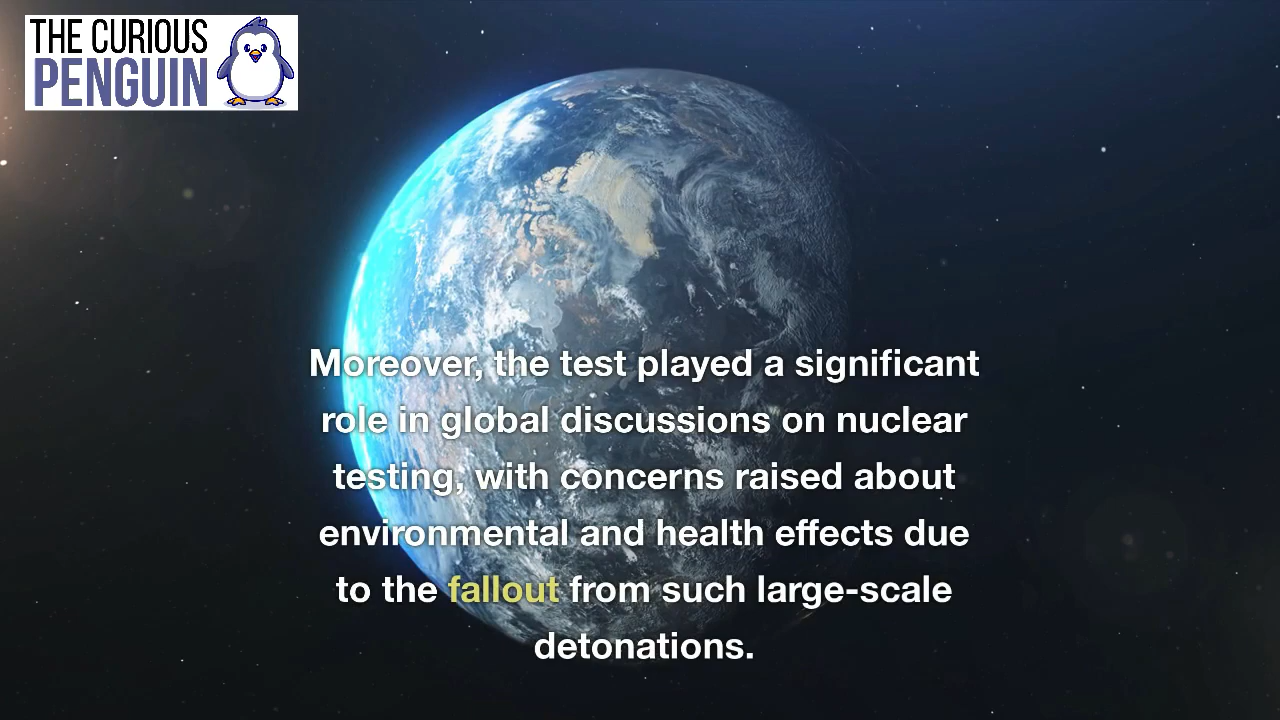 THE CURIOUS
PENGUIN
Moreover, the test played a significant
role in global discussions on nuclear
testing, with concerns raised about
environmental and health effects due
to the fallout from such large-scale
detonations.